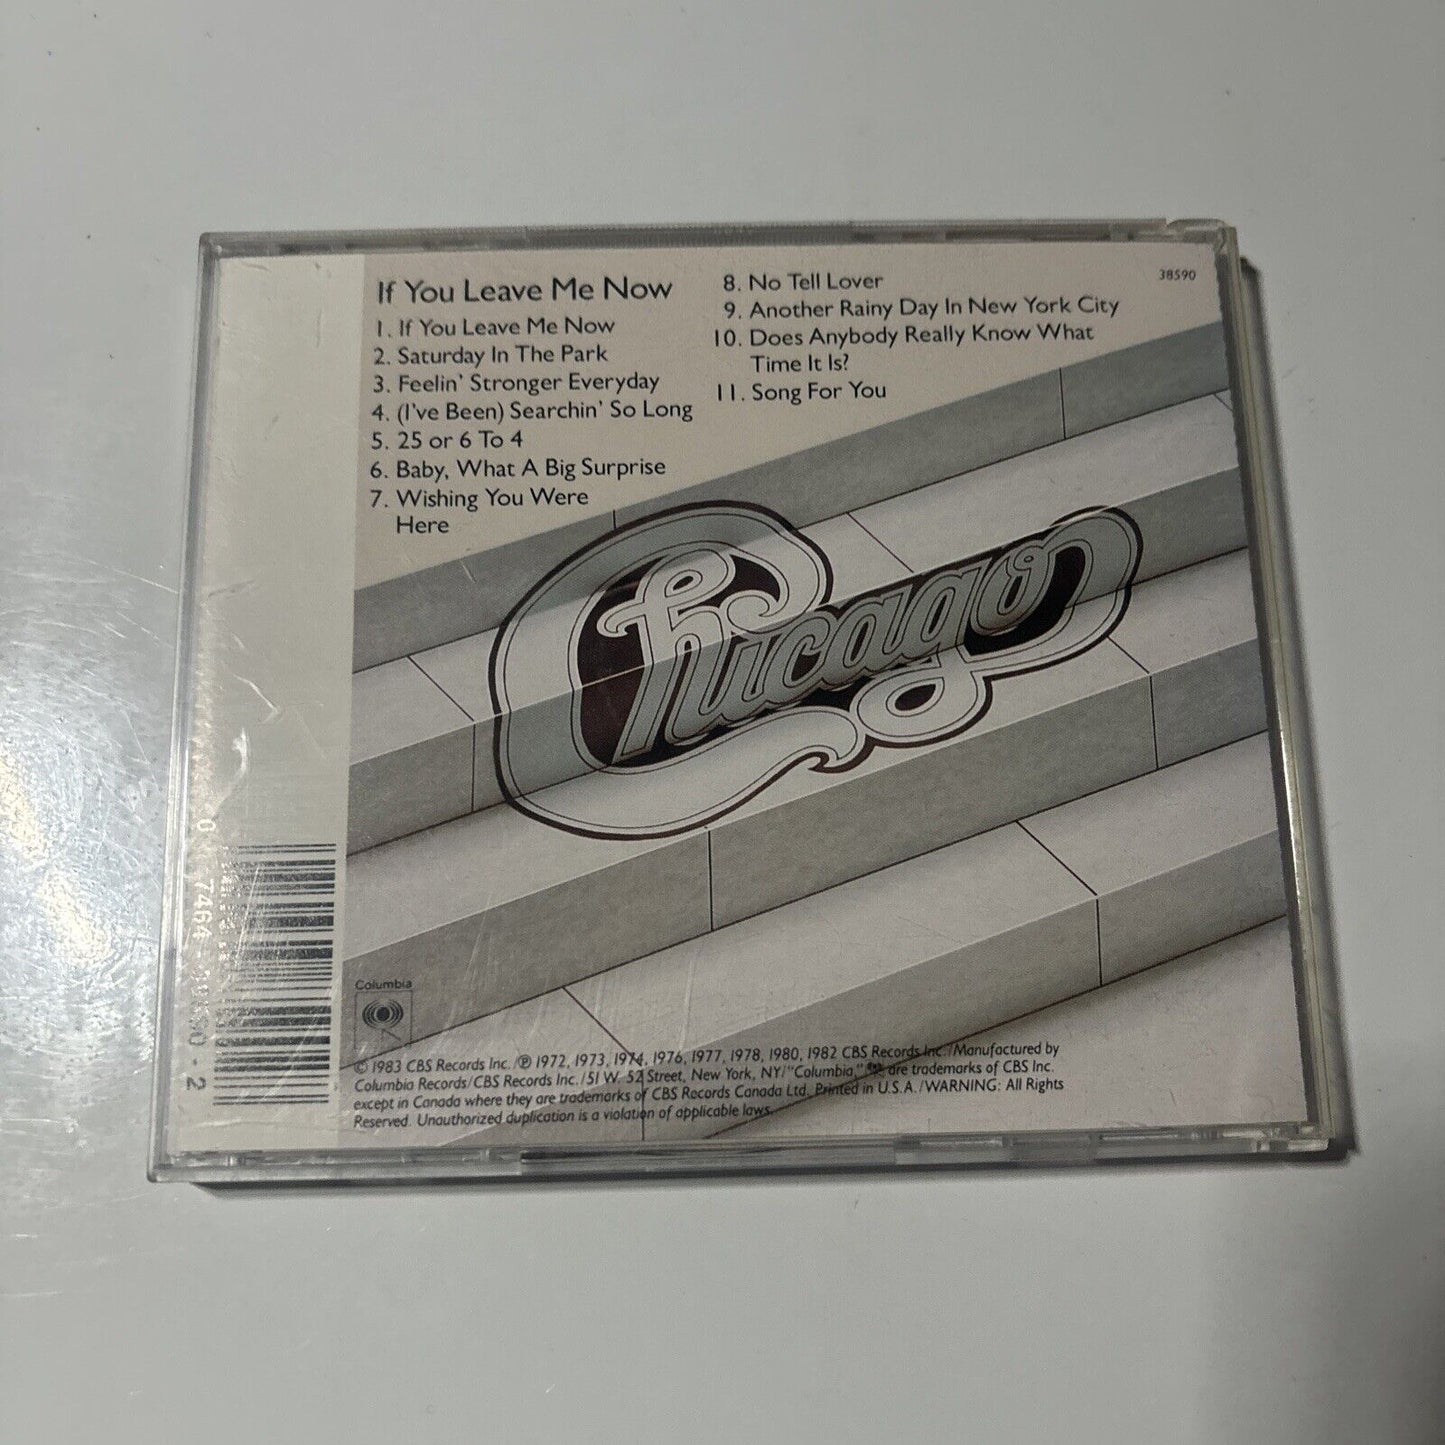 If You Leave Me Now
1. If You Leave Me Now
2. Saturday In The Park
3. Feelin' Stronger Everyday
4. (I've Been) Searchin' So Long
5. 25 or 6 To 4
6. Baby, What A Big Surprise
7. Wishing You Were
Here
8. No Tell Lover
9. Another Rainy Day In New York City
10. Does Anybody Really Know What
Time It Is?
11. Song For You
38590
Chicago
0 7464 - 2
Columbia
© 1983 CBS Records Inc./℗ 1972, 1973, 1974, 1976, 1977, 1978, 1980, 1982 CBS Records Inc./Manufactured by
Columbia Records/CBS Records Inc./51 W. 52 Street, New York, NY/"Columbia," are trademarks of CBS Inc.
except in Canada where they are trademarks of CBS Records Canada Ltd. Printed in U.S.A./WARNING: All Rights
Reserved. Unauthorized duplication is a violation of applicable laws.